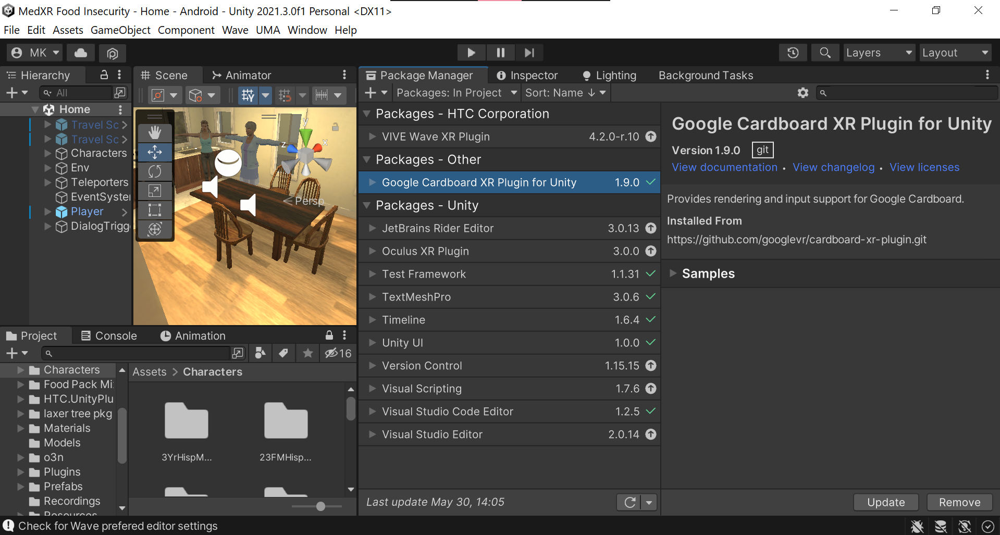 MedXR Food Insecurity - Home - Android - Unity 2021.3.0f1 Personal <DX11>
File Edit Assets GameObject Component Wave UMA Window Help
MK
Layers
Layout
Hierarchy
All
Home
Travel Sc
Travel Sc
Characters
Env
Teleporters
EventSyste
Player
DialogTrigg
Scene
Animator
y
x
z
Persp
Project
Console
Animation
16
Characters
Food Pack Mi
HTC.UnityPlu
laxer tree pkg
Materials
Models
o3n
Plugins
Prefabs
Recordings
Resources
Assets > Characters
3YrHispM...
23FMHisp...
Package Manager
Inspector
Lighting
Background Tasks
Packages: In Project
Sort: Name ↓
Packages - HTC Corporation
VIVE Wave XR Plugin 4.2.0-r.10
Packages - Other
Google Cardboard XR Plugin for Unity 1.9.0
Packages - Unity
JetBrains Rider Editor 3.0.13
Oculus XR Plugin 3.0.0
Test Framework 1.1.31
TextMeshPro 3.0.6
Timeline 1.6.4
Unity UI 1.0.0
Version Control 1.15.15
Visual Scripting 1.7.6
Visual Studio Code Editor 1.2.5
Visual Studio Editor 2.0.14
Last update May 30, 14:05
Google Cardboard XR Plugin for Unity
Version 1.9.0 git
View documentation • View changelog • View licenses
Provides rendering and input support for Google Cardboard.
Installed From
https://github.com/googlevr/cardboard-xr-plugin.git
Samples
Update
Remove
Check for Wave prefered editor settings